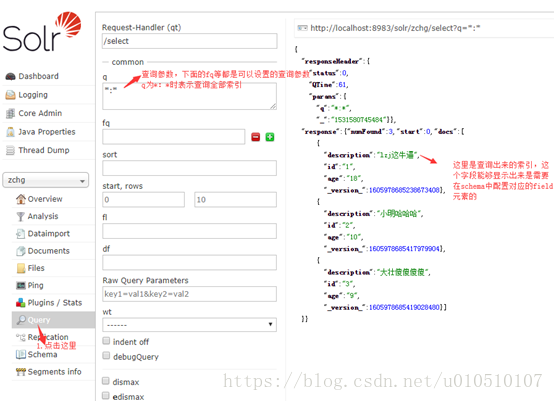 Solr
Dashboard
Logging
Core Admin
Java Properties
Thread Dump
zchg
Overview
Analysis
Dataimport
Documents
Files
Ping
Plugins / Stats
Query
Replication
1.点击这里
Schema
Segments info
Request-Handler (qt)
/select
common
q
查询参数，下面的fq等都是可以设置的查询参数
q为*:*时表示查询全部索引
*:*
fq
sort
start, rows
0 10
fl
df
Raw Query Parameters
key1=val1&key2=val2
wt
------
indent off
debugQuery
dismax
edismax
http://localhost:8983/solr/zchg/select?q=*:*
{
"responseHeader":{
"status":0,
"QTime":61,
"params":{
"q":"*:*",
"_":"1531580745484"}},
"response":{"numFound":3,"start":0,"docs":[
{
"id":"1",
"age":"18",
"_version_":1605978685238673408},
{
"description":"小明哈哈哈",
"id":"2",
"age":"10",
"_version_":1605978685417979904},
{
"description":"大壮傻傻傻傻",
"id":"3",
"age":"9",
"_version_":1605978685419028480}]
}}
这里是查询出来的索引，这
个字段能够显示出来是需要
在schema中配置对应的field
元素的
https://blog.csdn.net/u010510107